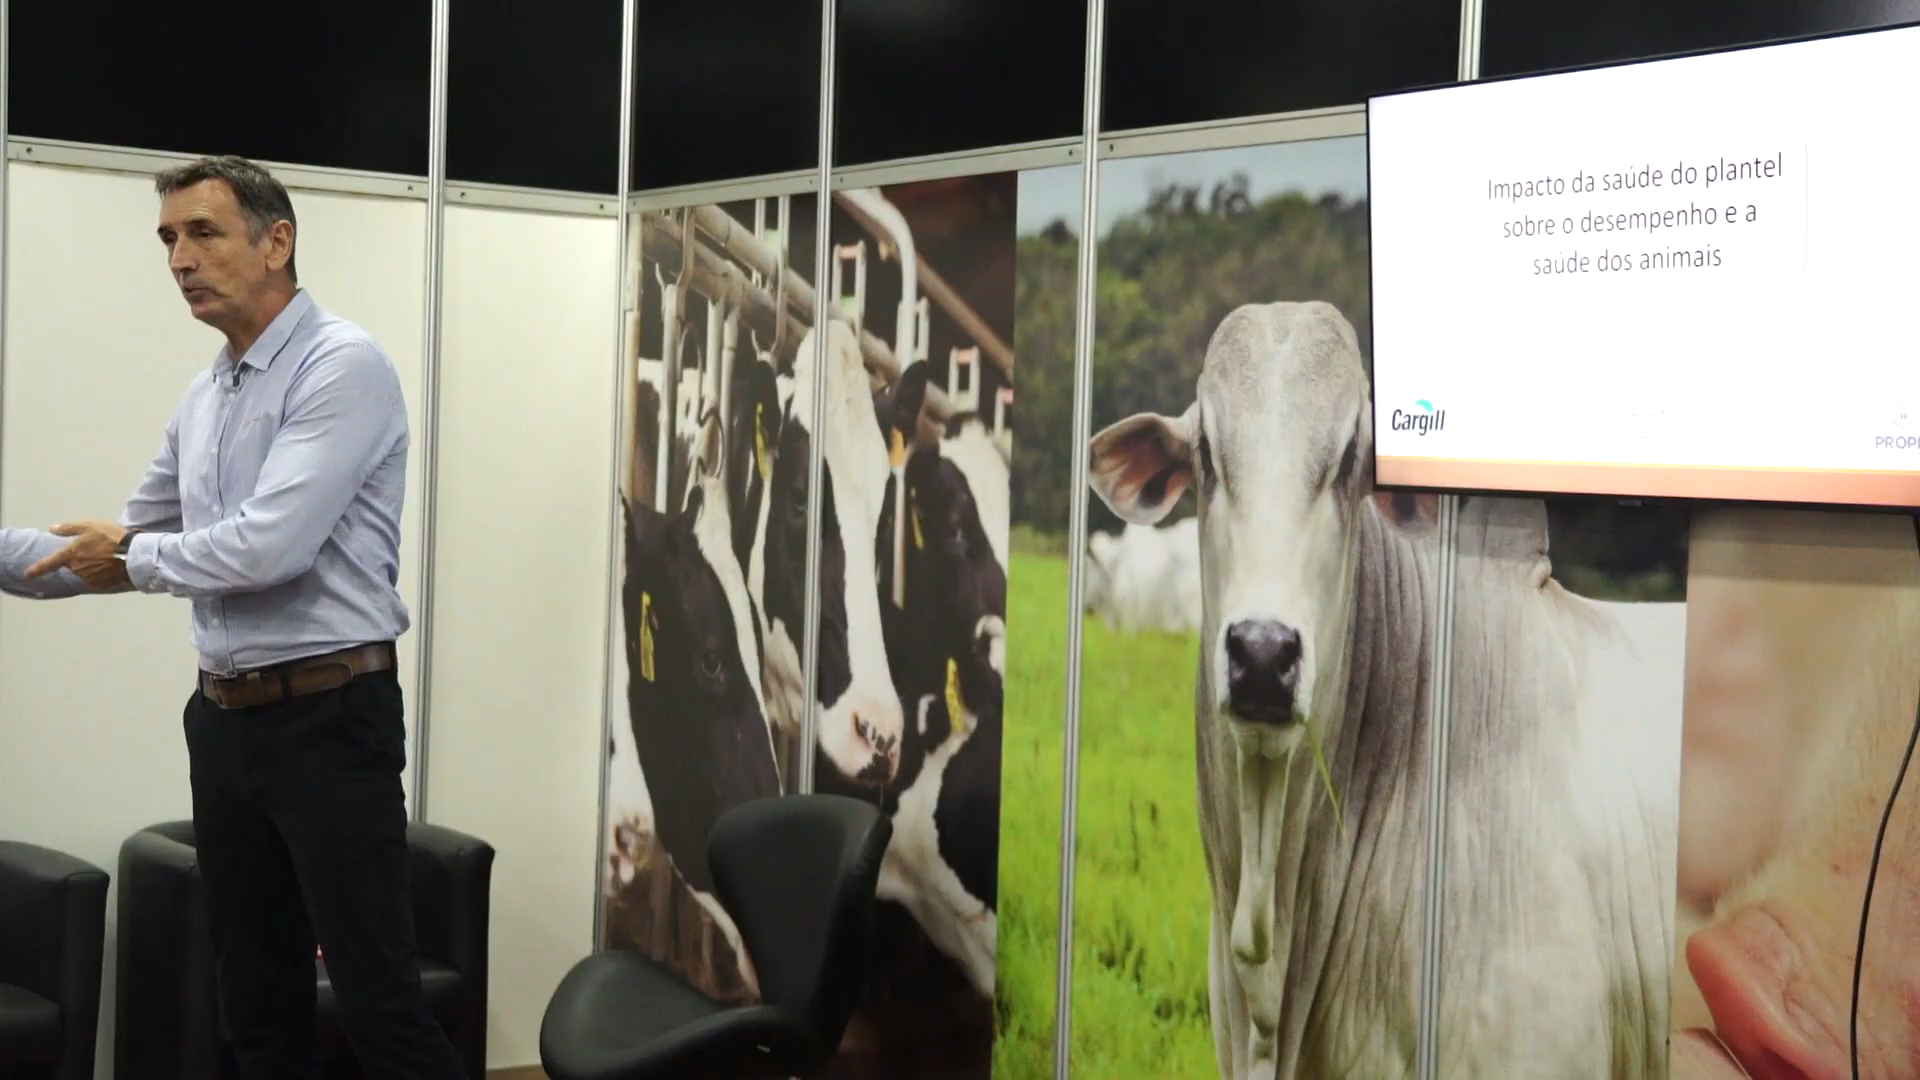 Impacto da saúde do plantel
sobre o desempenho e a
saúde dos animais
Cargill